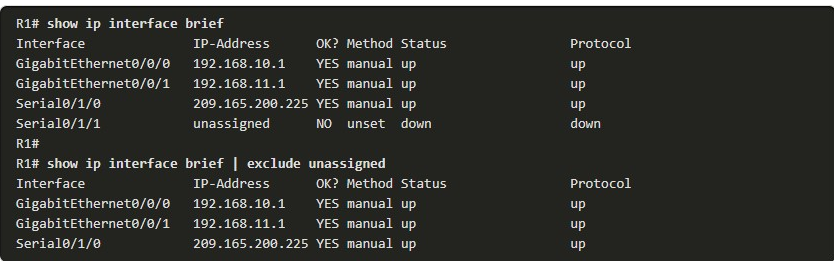 R1# show ip interface brief
Interface IP-Address OK? Method Status Protocol
GigabitEthernet0/0/0 192.168.10.1 YES manual up up
GigabitEthernet0/0/1 192.168.11.1 YES manual up up
Serial0/1/0 209.165.200.225 YES manual up up
Serial0/1/1 unassigned NO unset down down
R1#
R1# show ip interface brief | exclude unassigned
Interface IP-Address OK? Method Status Protocol
GigabitEthernet0/0/0 192.168.10.1 YES manual up up
GigabitEthernet0/0/1 192.168.11.1 YES manual up up
Serial0/1/0 209.165.200.225 YES manual up up